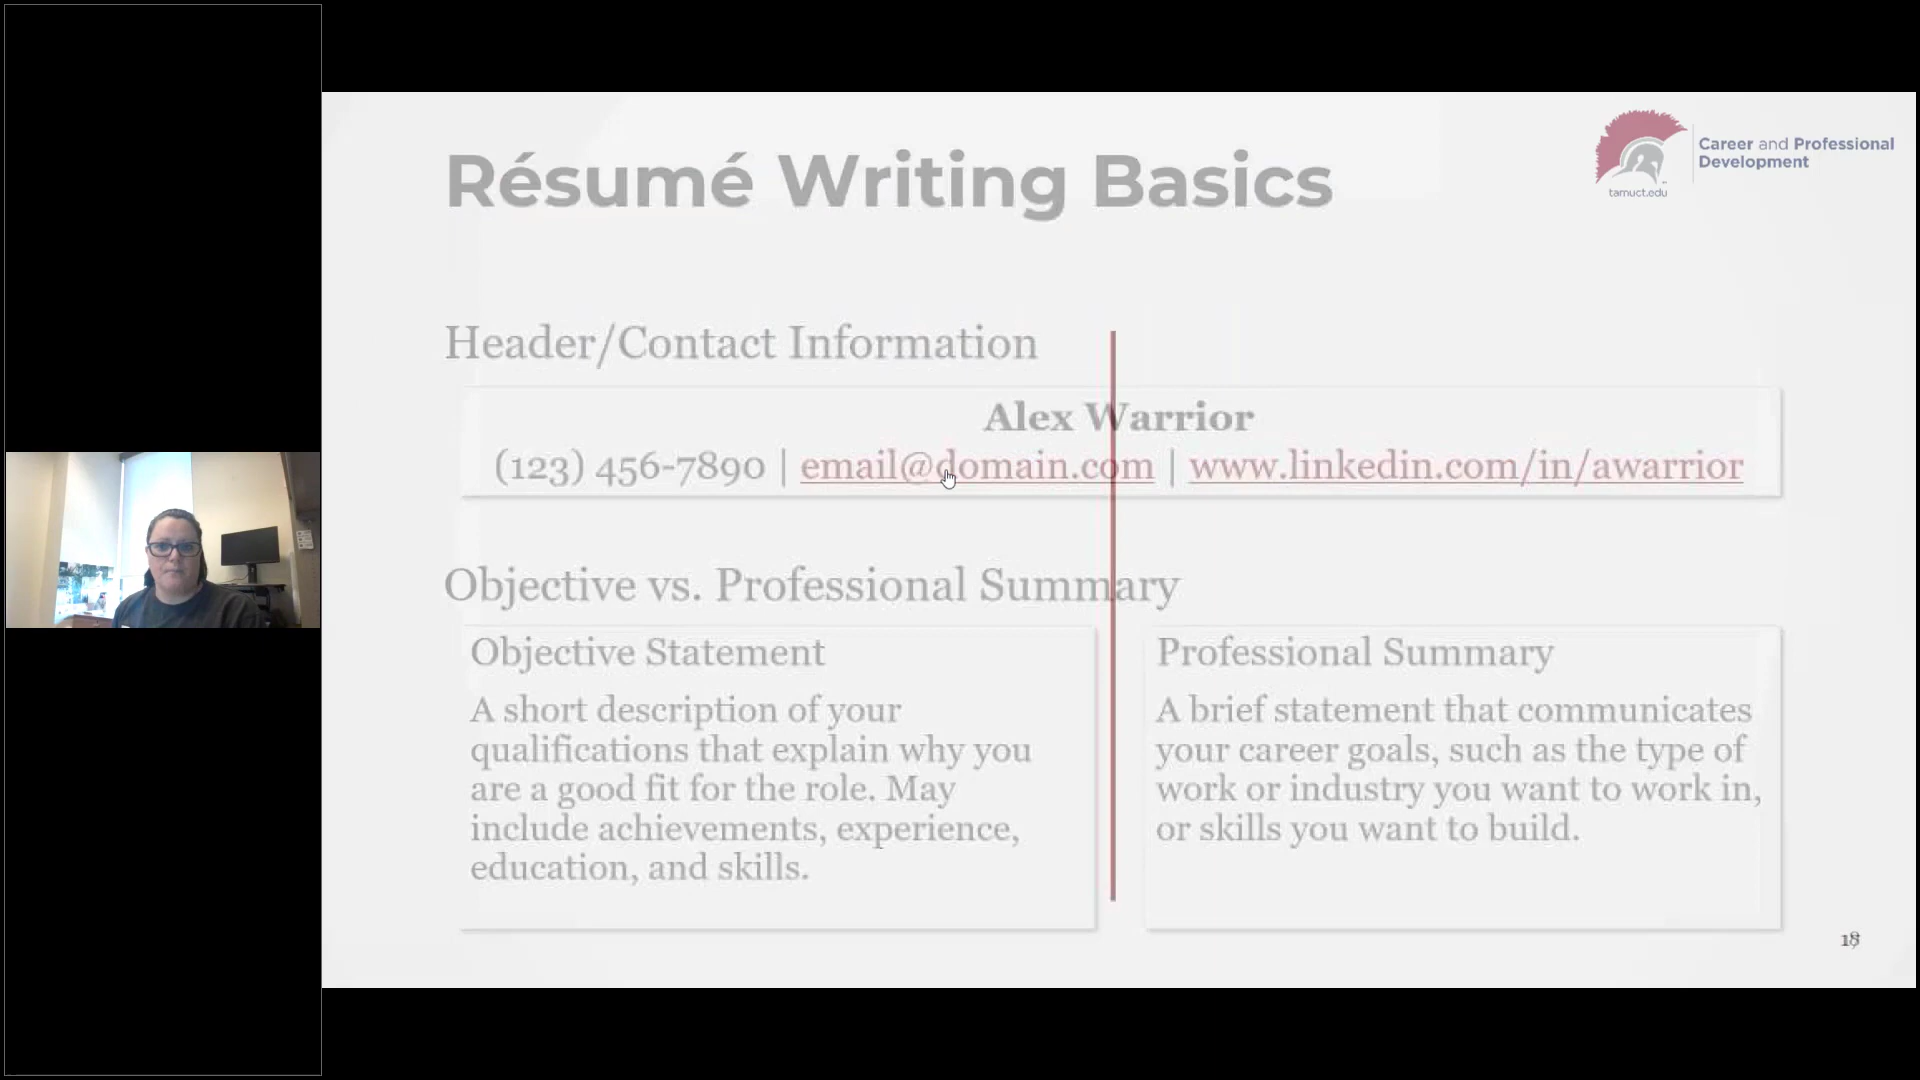 Résumé Writing Basics
Career and Professional
Development
tamuct.edu
Header/Contact Information
Alex Warrior
(123) 456-7890 | email@domain.com | www.linkedin.com/in/awarrior
Objective vs. Professional Summary
Objective Statement
A short description of your
qualifications that explain why you
are a good fit for the role. May
include achievements, experience,
education, and skills.
Professional Summary
A brief statement that communicates
your career goals, such as the type of
work or industry you want to work in,
or skills you want to build.